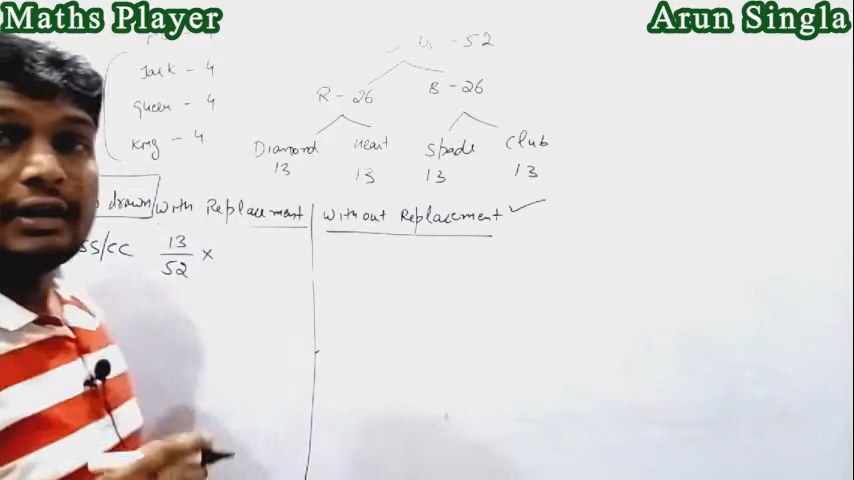 Maths Player
Arun Singla
- 52
Jack - 4
R - 26
B - 26
Queen - 4
King - 4
Diamond
Heart
Spade
Club
13
13
13
13
drawn
With Replacement
Without Replacement ✓
SS/CC
13
52
×